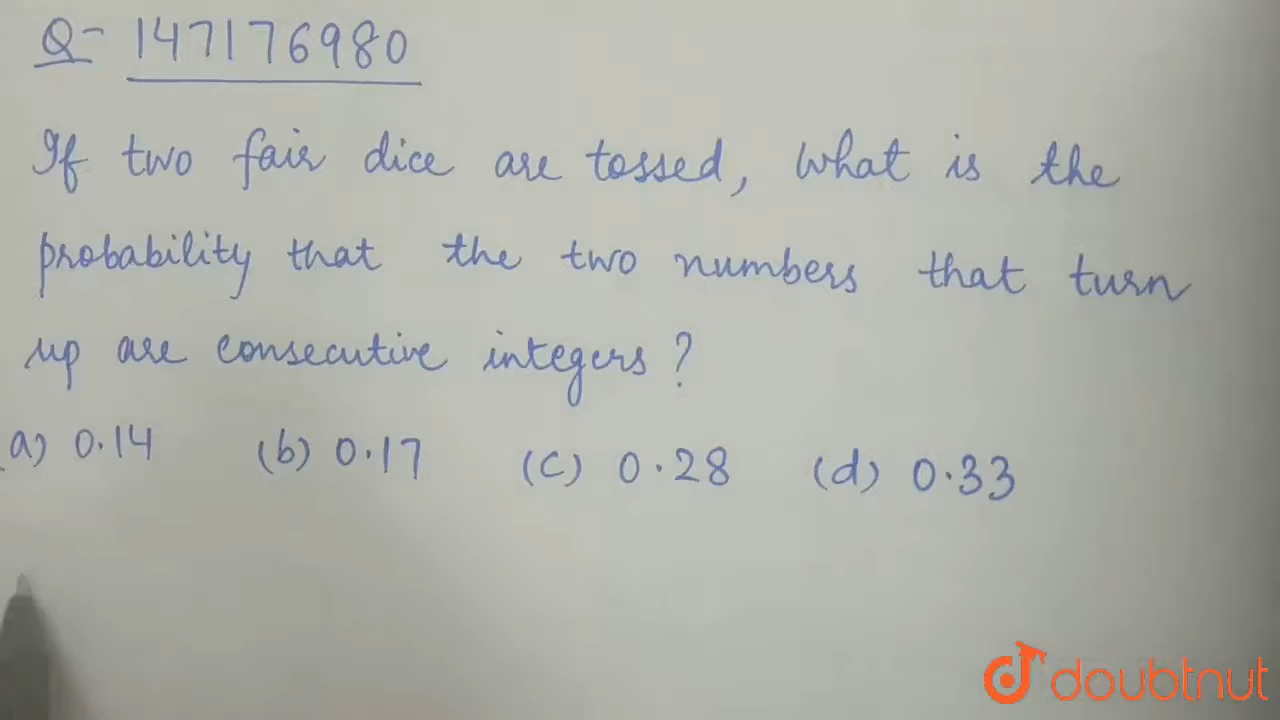 Q- 147176980
If two fair dice are tossed, What is the
probability that the two numbers that turn
up are consecutive integers?
(a) 0.14 (b) 0.17 (c) 0.28 (d) 0.33
doubtnut